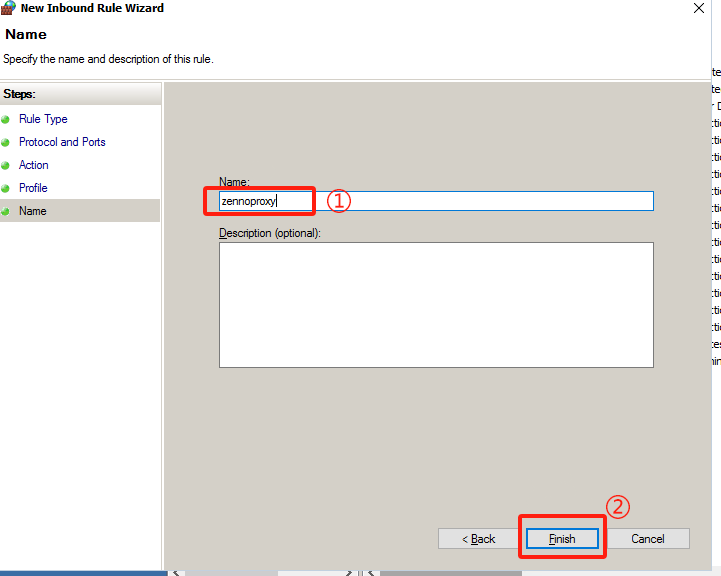 New Inbound Rule Wizard
Name
Specify the name and description of this rule.
Steps:
Rule Type
Protocol and Ports
Action
Profile
Name
Name:
zennoproxy
①
Description (optional):
②
< Back
Finish
Cancel